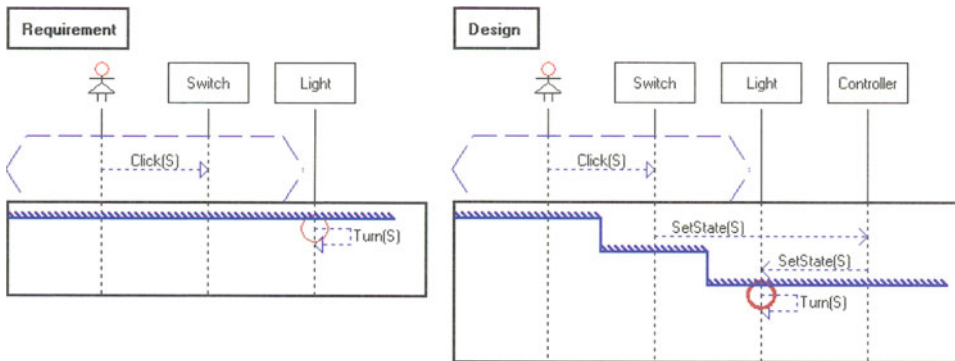 Requirement
Switch
Light
Click(S)
Turn(S)
Design
Switch
Light
Controller
Click(S)
SetState(S)
SetState(S)
Turn(S)